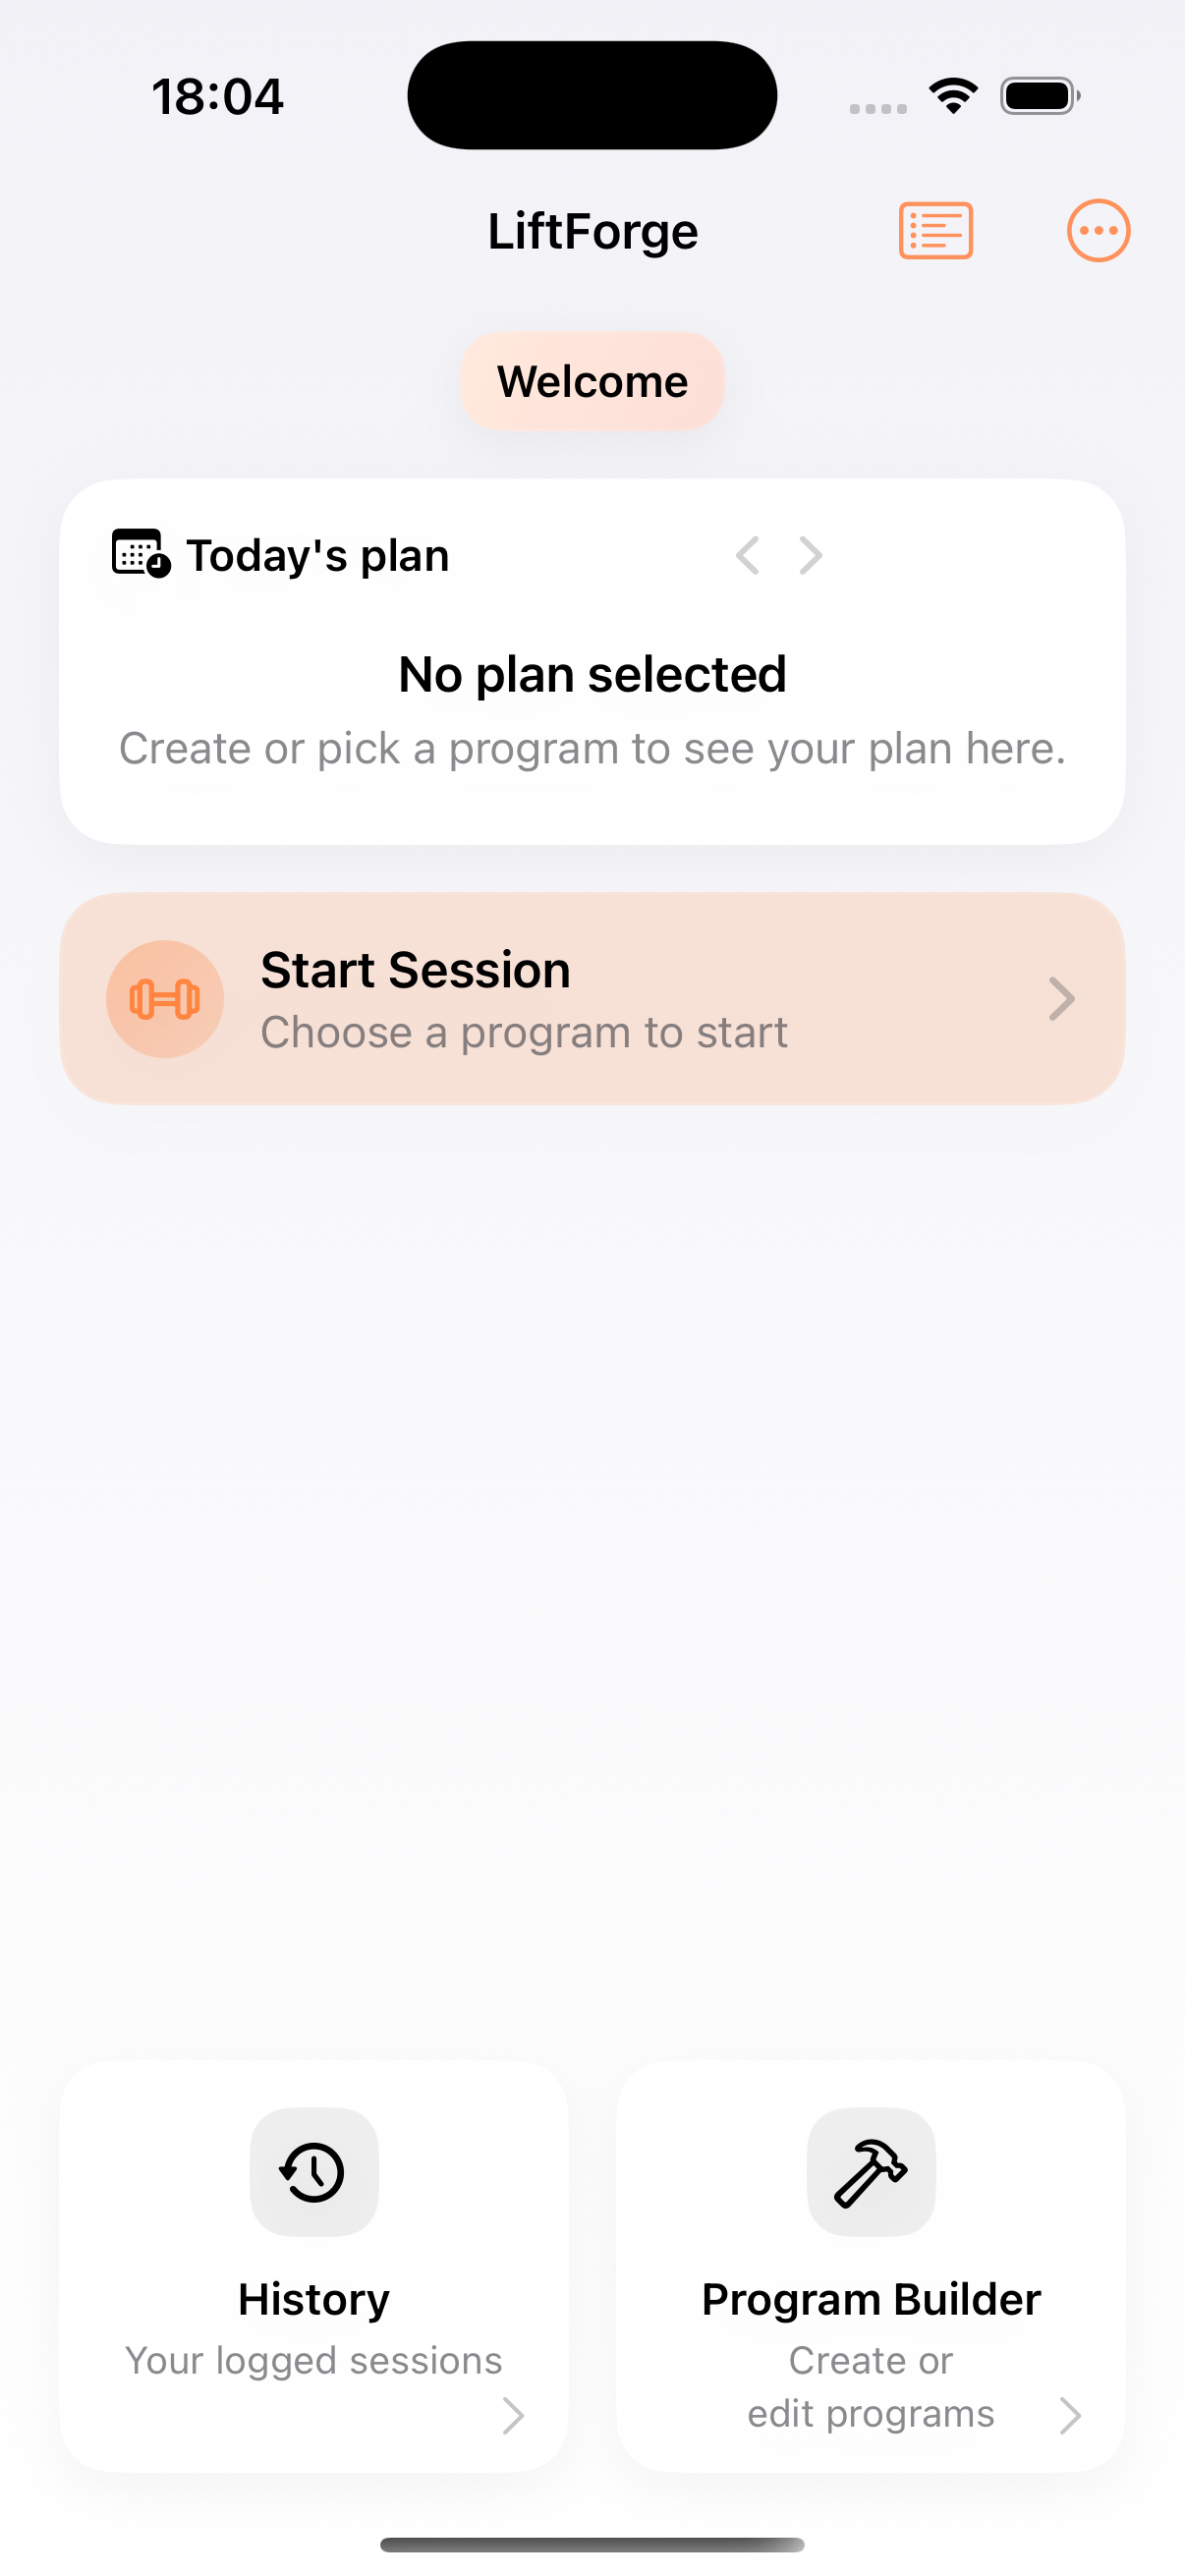 18:04
LiftForge
Welcome
Today's plan
No plan selected
Create or pick a program to see your plan here.
Start Session
Choose a program to start
History
Your logged sessions
Program Builder
Create or
edit programs